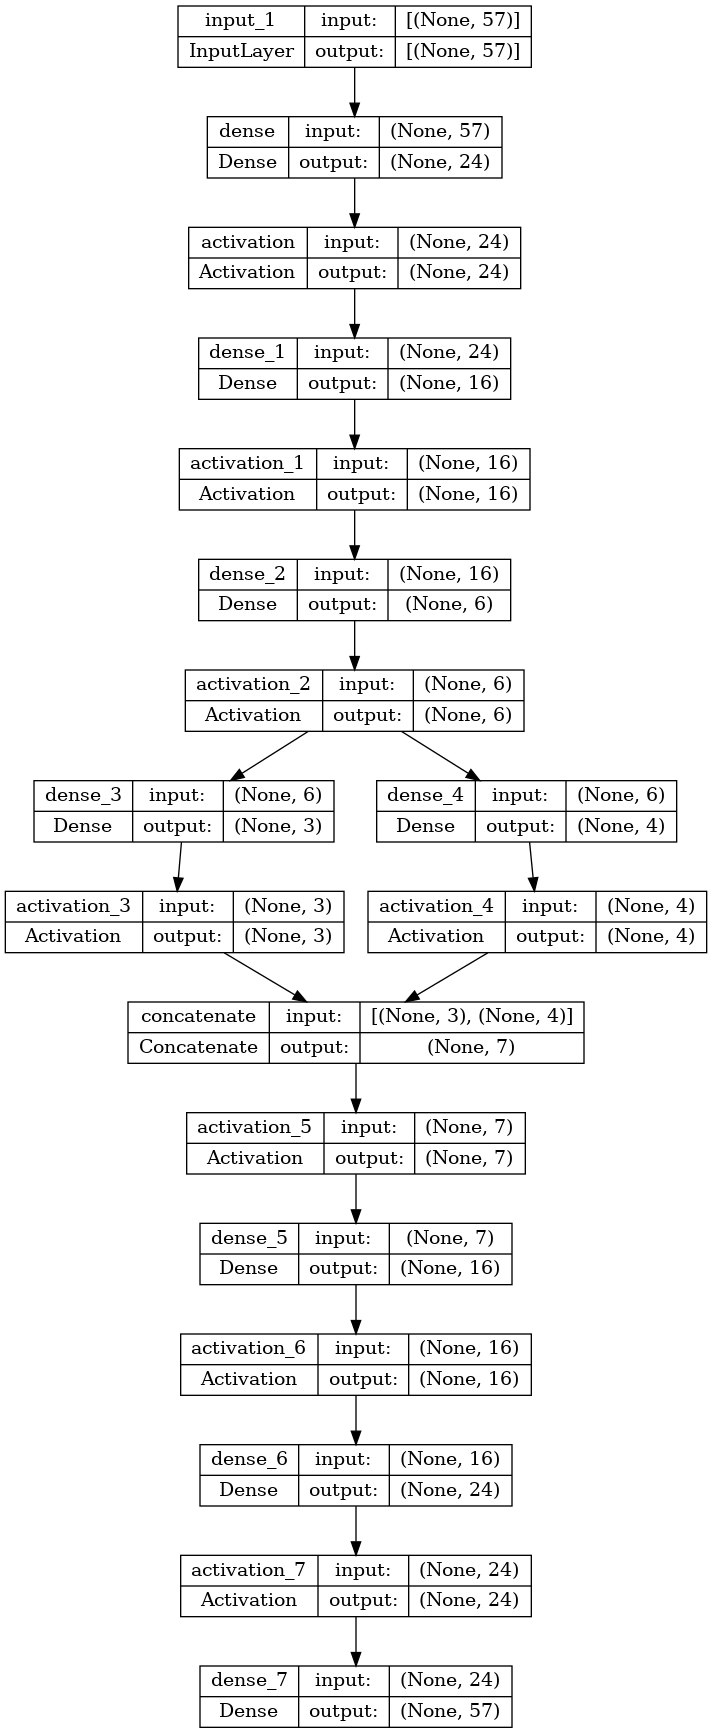 input_1 input: [(None, 57)]
InputLayer output: [(None, 57)]
dense input: (None, 57)
Dense output: (None, 24)
activation input: (None, 24)
Activation output: (None, 24)
dense_1 input: (None, 24)
Dense output: (None, 16)
activation_1 input: (None, 16)
Activation output: (None, 16)
dense_2 input: (None, 16)
Dense output: (None, 6)
activation_2 input: (None, 6)
Activation output: (None, 6)
dense_3 input: (None, 6)
Dense output: (None, 3)
dense_4 input: (None, 6)
Dense output: (None, 4)
activation_3 input: (None, 3)
Activation output: (None, 3)
activation_4 input: (None, 4)
Activation output: (None, 4)
concatenate input: [(None, 3), (None, 4)]
Concatenate output: (None, 7)
activation_5 input: (None, 7)
Activation output: (None, 7)
dense_5 input: (None, 7)
Dense output: (None, 16)
activation_6 input: (None, 16)
Activation output: (None, 16)
dense_6 input: (None, 16)
Dense output: (None, 24)
activation_7 input: (None, 24)
Activation output: (None, 24)
dense_7 input: (None, 24)
Dense output: (None, 57)